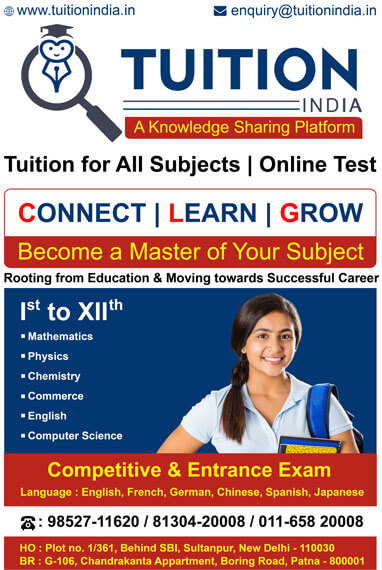 www.tuitionindia.in
enquiry@tuitionindia.in
TUITION
INDIA
A Knowledge Sharing Platform
Tuition for All Subjects | Online Test
CONNECT | LEARN | GROW
Become a Master of Your Subject
Rooting from Education & Moving towards Successful Career
Ist to XIIth
Mathematics
Physics
Chemistry
Commerce
English
Computer Science
Competitive & Entrance Exam
Language : English, French, German, Chinese, Spanish, Japanese
: 98527-11620 / 81304-20008 / 011-658 20008
HO : Plot no. 1/361, Behind SBI, Sultanpur, New Delhi - 110030
BR : G-106, Chandrakanta Appartment, Boring Road, Patna - 800001